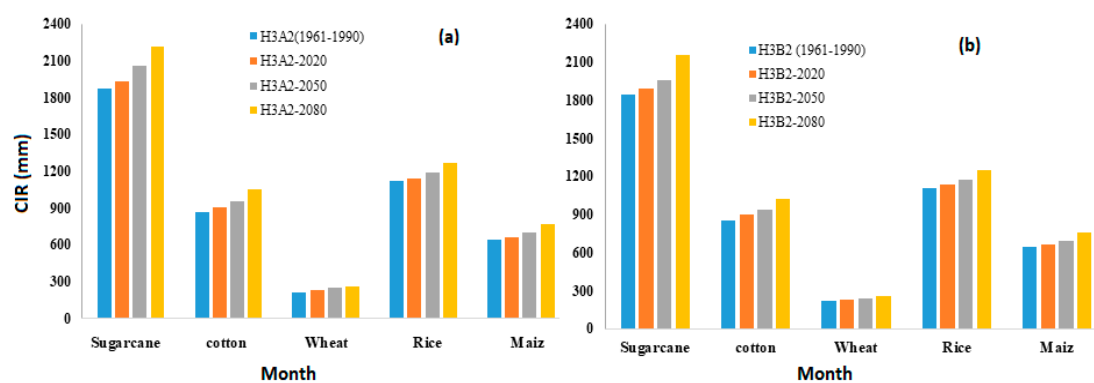 CIR (mm)
2400
2100
1800
1500
1200
900
600
300
0
H3A2(1961-1990)
H3A2-2020
H3A2-2050
H3A2-2080
(a)
Sugarcane cotton Wheat Rice Maiz
Month
2400
2100
1800
1500
1200
900
600
300
0
H3B2 (1961-1990)
H3B2-2020
H3B2-2050
H3B2-2080
(b)
Sugarcane cotton Wheat Rice Maiz
Month